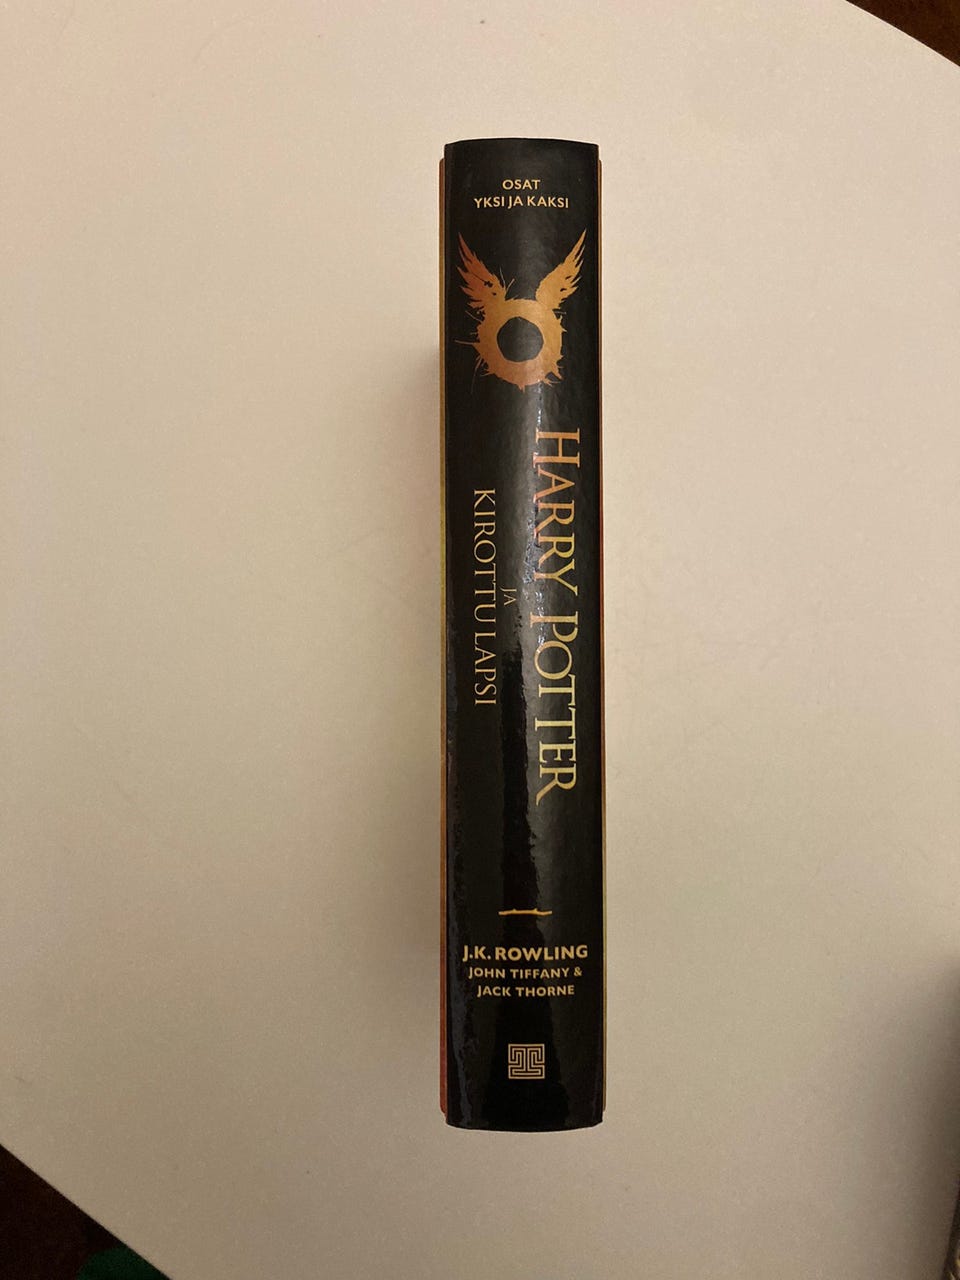 OSAT
YKSI JA KAKSI
HARRY POTTER
JA
KIROTTU LAPSI
J.K. ROWLING
JOHN TIFFANY &
JACK THORNE